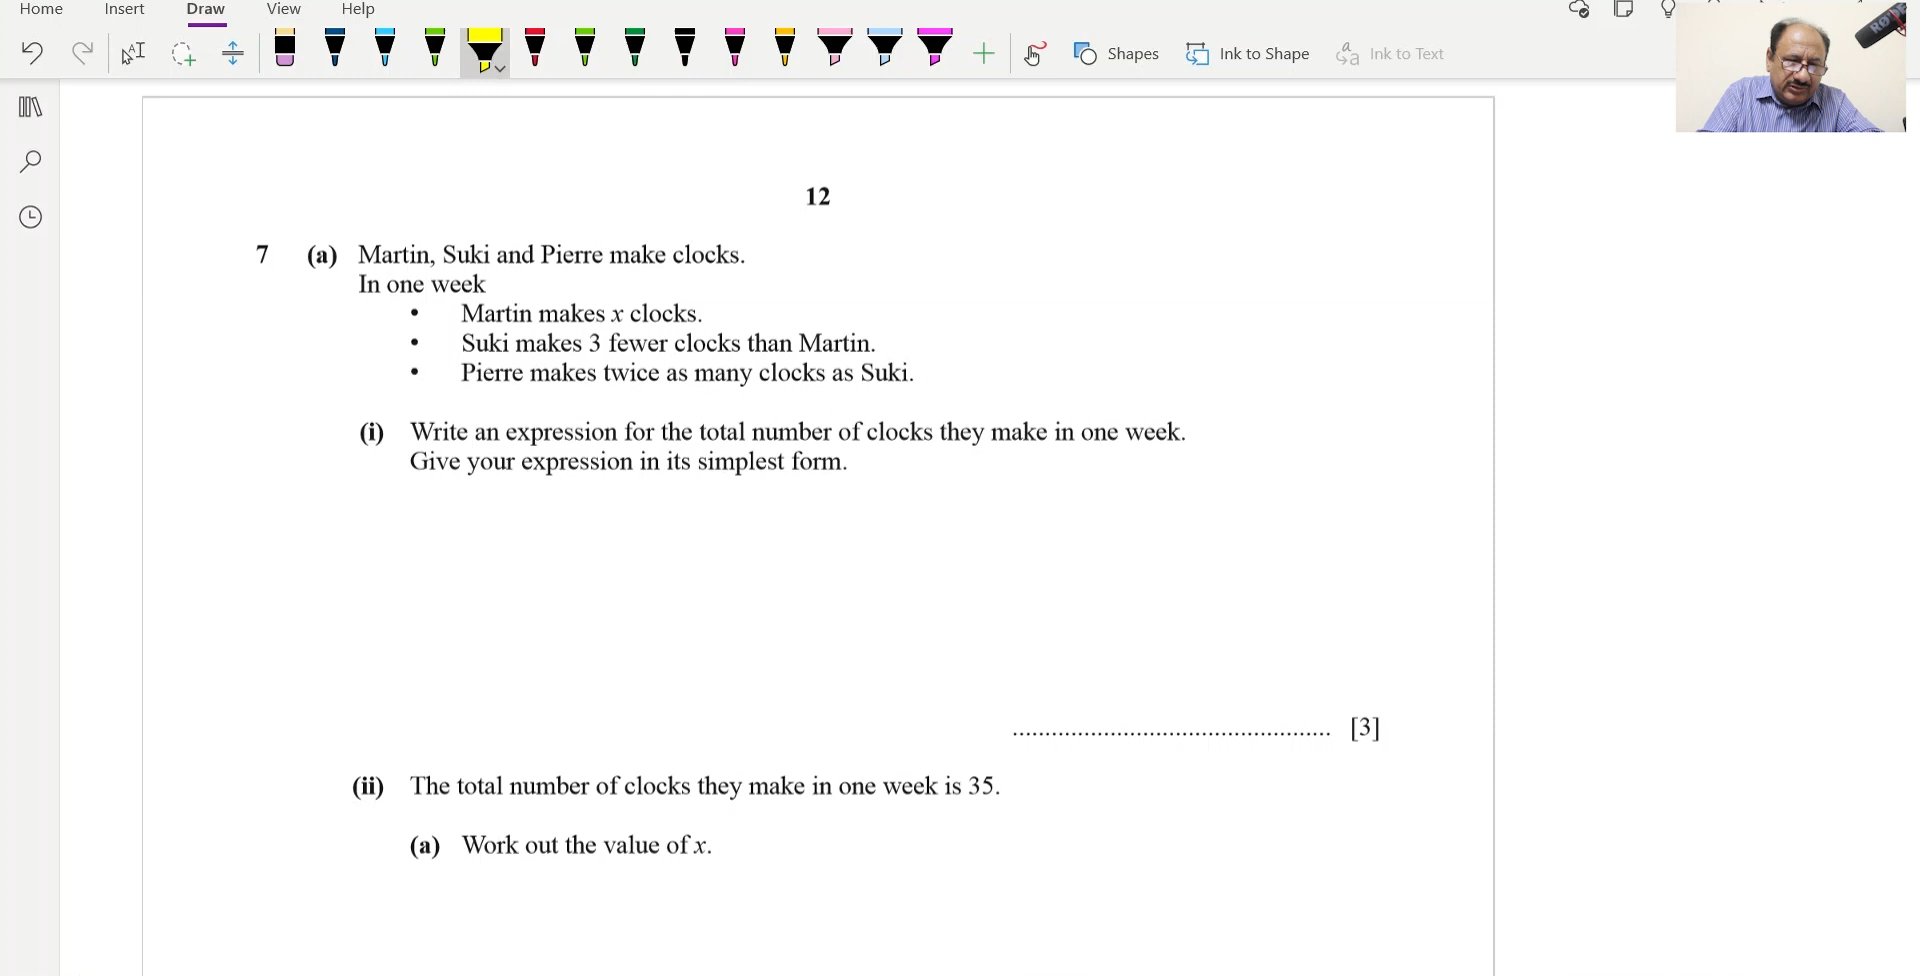 Home Insert Draw View Help
Shapes Ink to Shape Ink to Text
RØDE
12
7 (a) Martin, Suki and Pierre make clocks.
In one week
• Martin makes x clocks.
• Suki makes 3 fewer clocks than Martin.
• Pierre makes twice as many clocks as Suki.
(i) Write an expression for the total number of clocks they make in one week.
Give your expression in its simplest form.
.................................................. [3]
(ii) The total number of clocks they make in one week is 35.
(a) Work out the value of x.